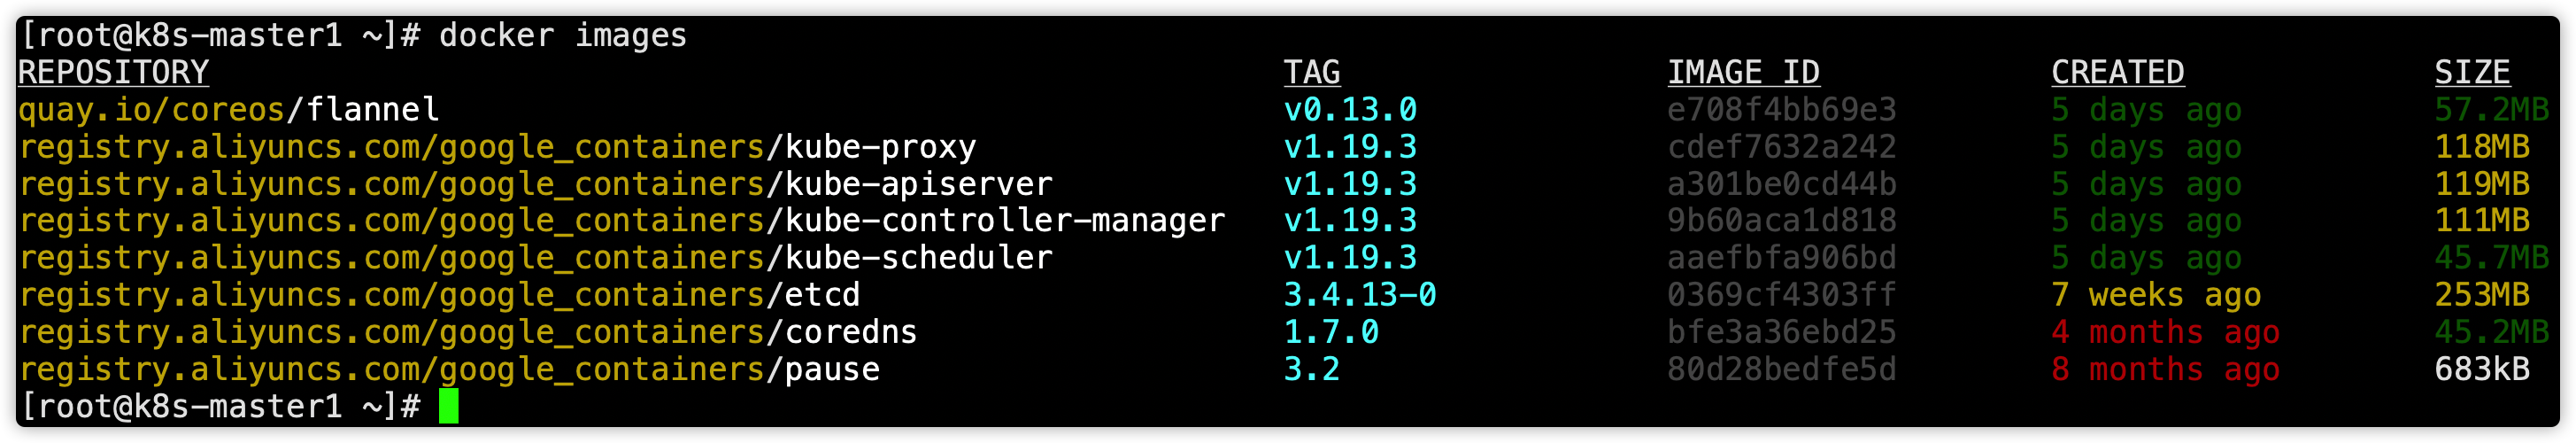 [root@k8s-master1 ~]# docker images
REPOSITORY TAG IMAGE ID CREATED SIZE
quay.io/coreos/flannel v0.13.0 e708f4bb69e3 5 days ago 57.2MB
registry.aliyuncs.com/google_containers/kube-proxy v1.19.3 cdef7632a242 5 days ago 118MB
registry.aliyuncs.com/google_containers/kube-apiserver v1.19.3 a301be0cd44b 5 days ago 119MB
registry.aliyuncs.com/google_containers/kube-controller-manager v1.19.3 9b60aca1d818 5 days ago 111MB
registry.aliyuncs.com/google_containers/kube-scheduler v1.19.3 aaefbfa906bd 5 days ago 45.7MB
registry.aliyuncs.com/google_containers/etcd 3.4.13-0 0369cf4303ff 7 weeks ago 253MB
registry.aliyuncs.com/google_containers/coredns 1.7.0 bfe3a36ebd25 4 months ago 45.2MB
registry.aliyuncs.com/google_containers/pause 3.2 80d28bedfe5d 8 months ago 683kB
[root@k8s-master1 ~]#